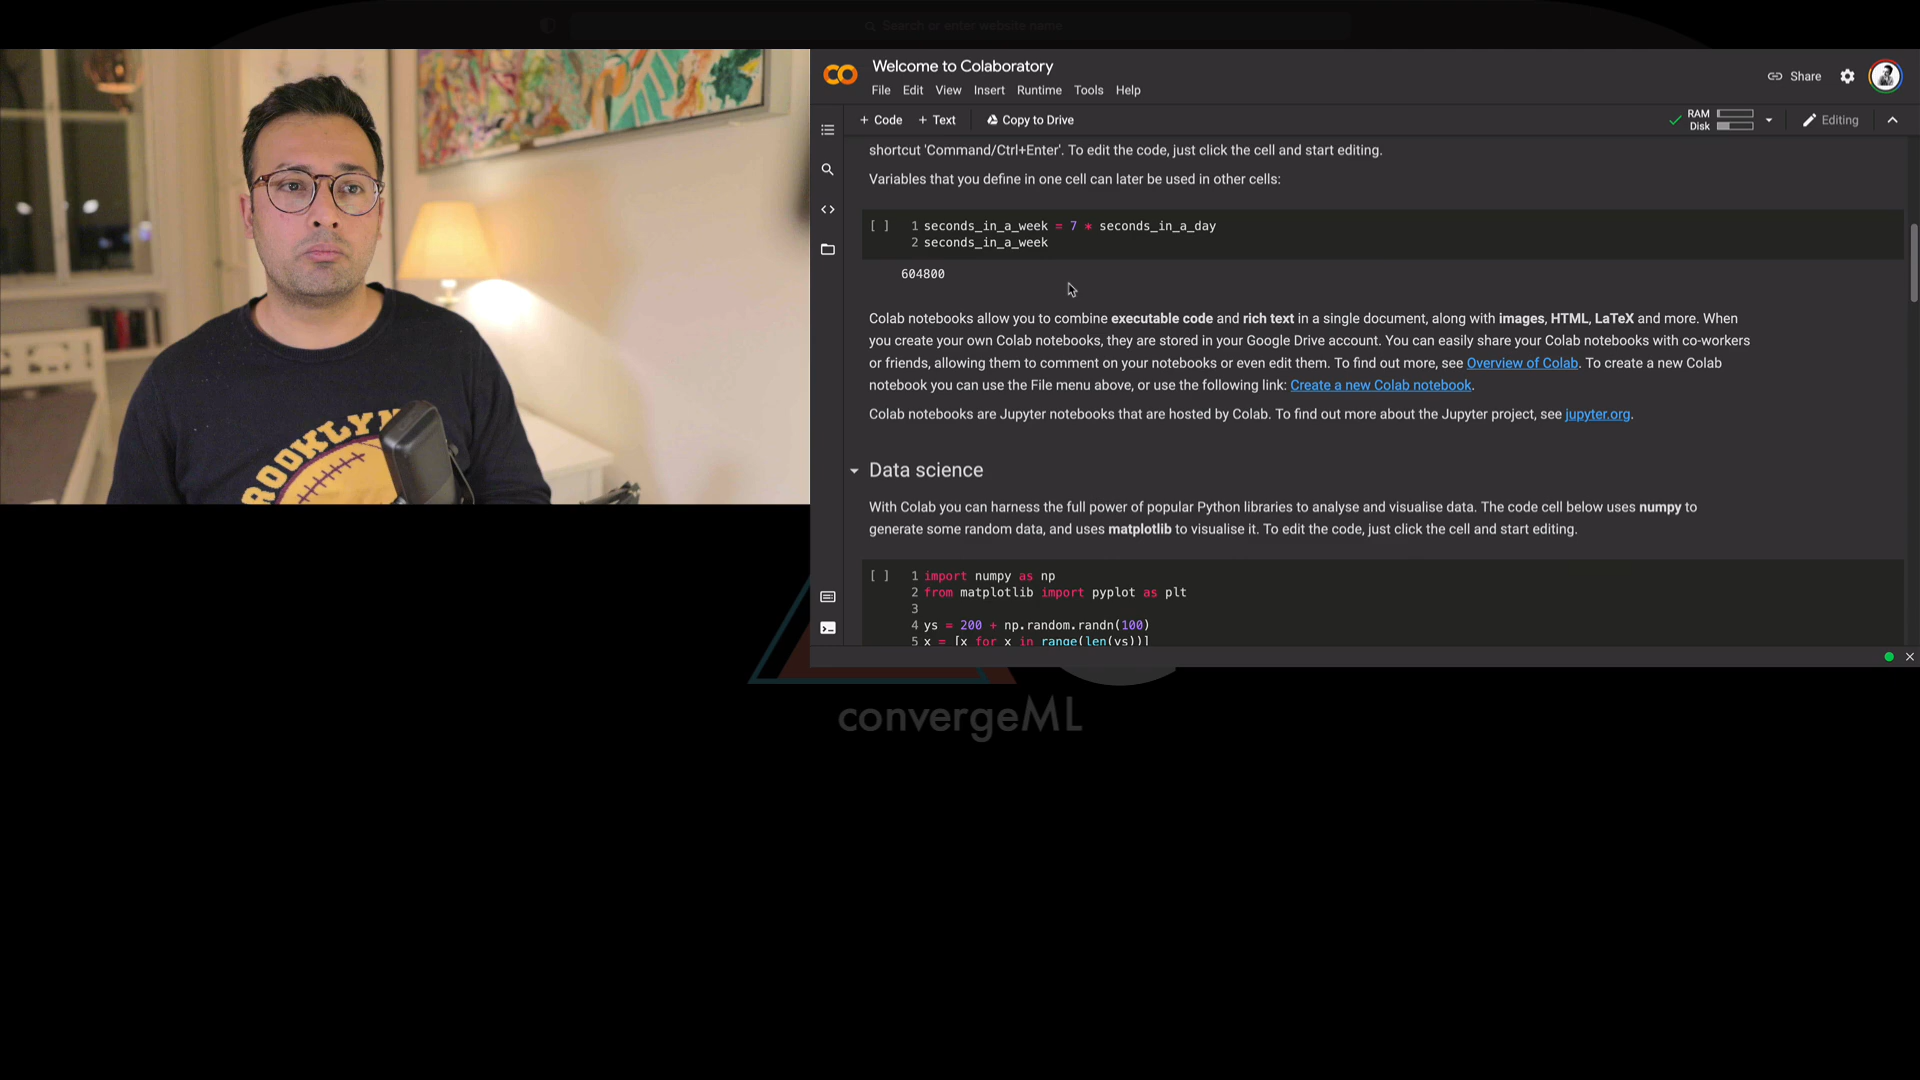 Search or enter website name
Welcome to Colaboratory
File Edit View Insert Runtime Tools Help
Share
+ Code + Text Copy to Drive
RAM
Disk
Editing
shortcut 'Command/Ctrl+Enter'. To edit the code, just click the cell and start editing.
Variables that you define in one cell can later be used in other cells:
[ ] 1 seconds_in_a_week = 7 * seconds_in_a_day
2 seconds_in_a_week
604800
Colab notebooks allow you to combine executable code and rich text in a single document, along with images, HTML, LaTeX and more. When
you create your own Colab notebooks, they are stored in your Google Drive account. You can easily share your Colab notebooks with co-workers
or friends, allowing them to comment on your notebooks or even edit them. To find out more, see Overview of Colab. To create a new Colab
notebook you can use the File menu above, or use the following link: Create a new Colab notebook.
Colab notebooks are Jupyter notebooks that are hosted by Colab. To find out more about the Jupyter project, see jupyter.org.
Data science
With Colab you can harness the full power of popular Python libraries to analyse and visualise data. The code cell below uses numpy to
generate some random data, and uses matplotlib to visualise it. To edit the code, just click the cell and start editing.
[ ] 1 import numpy as np
2 from matplotlib import pyplot as plt
3
4 ys = 200 + np.random.randn(100)
5 x = [x for x in range(len(ys))]
ROOKLYN
convergeML